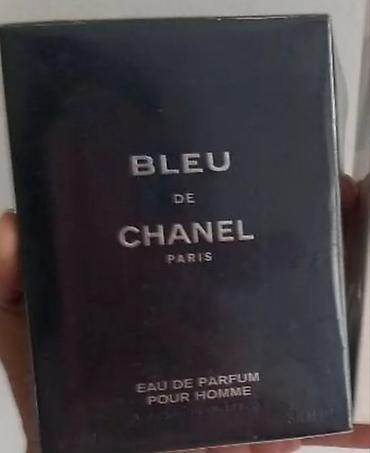 BLEU
DE
CHANEL
PARIS
EAU DE PARFUM
POUR HOMME